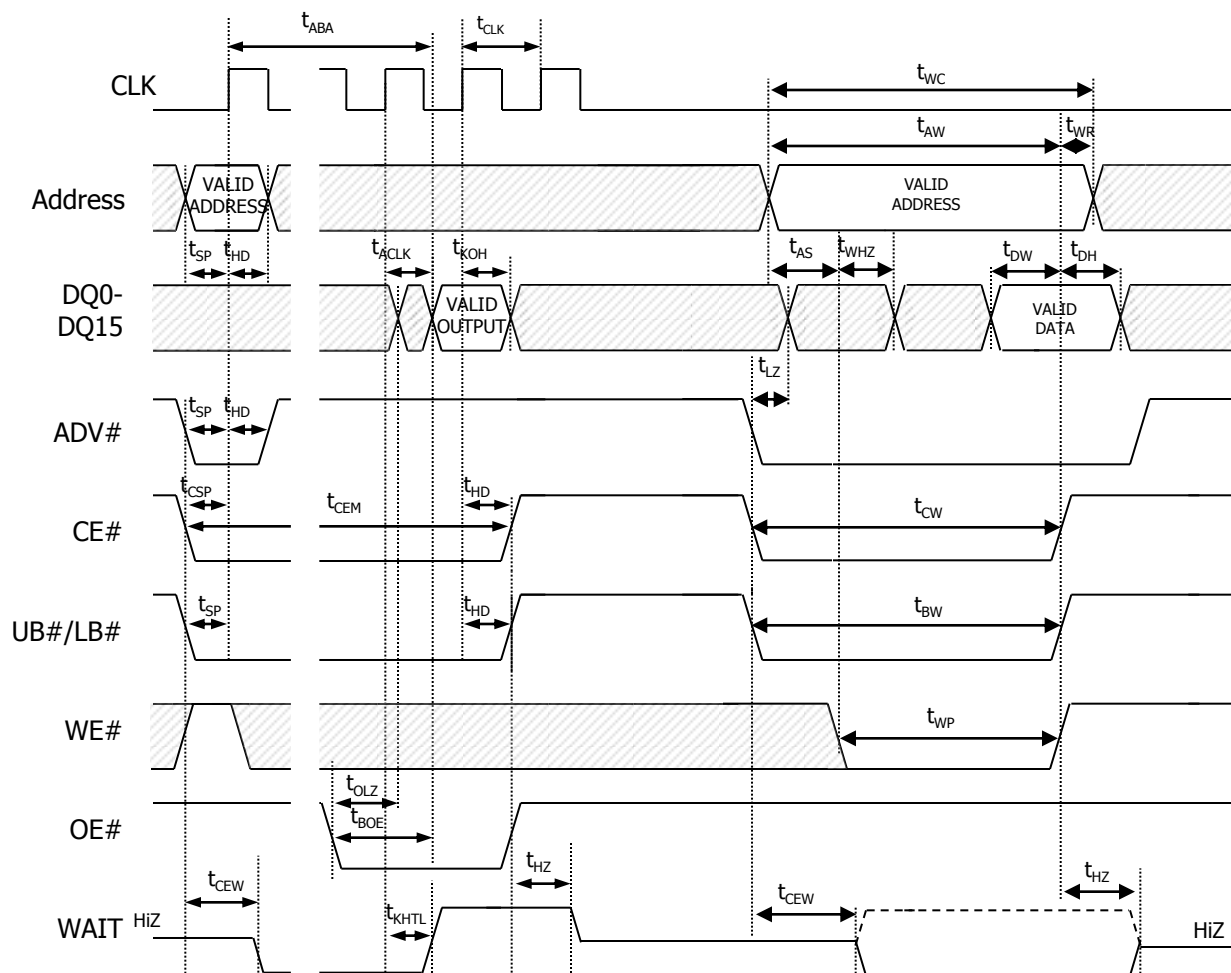 tABA
tCLK
CLK
tWC
tAW
tWR
Address
VALID
ADDRESS
VALID
ADDRESS
tSP
tHD
tACLK
tKOH
tAS
tWHZ
tDW
tDH
DQ0-
DQ15
VALID
OUTPUT
VALID
DATA
tLZ
ADV#
tSP
tHD
tCSP
tHD
CE#
tCEM
tCW
UB#/LB#
tSP
tHD
tBW
WE#
tWP
OE#
tOLZ
tBOE
tHZ
tHZ
tCEW
tKHTL
tCEW
WAIT
HiZ
HiZ